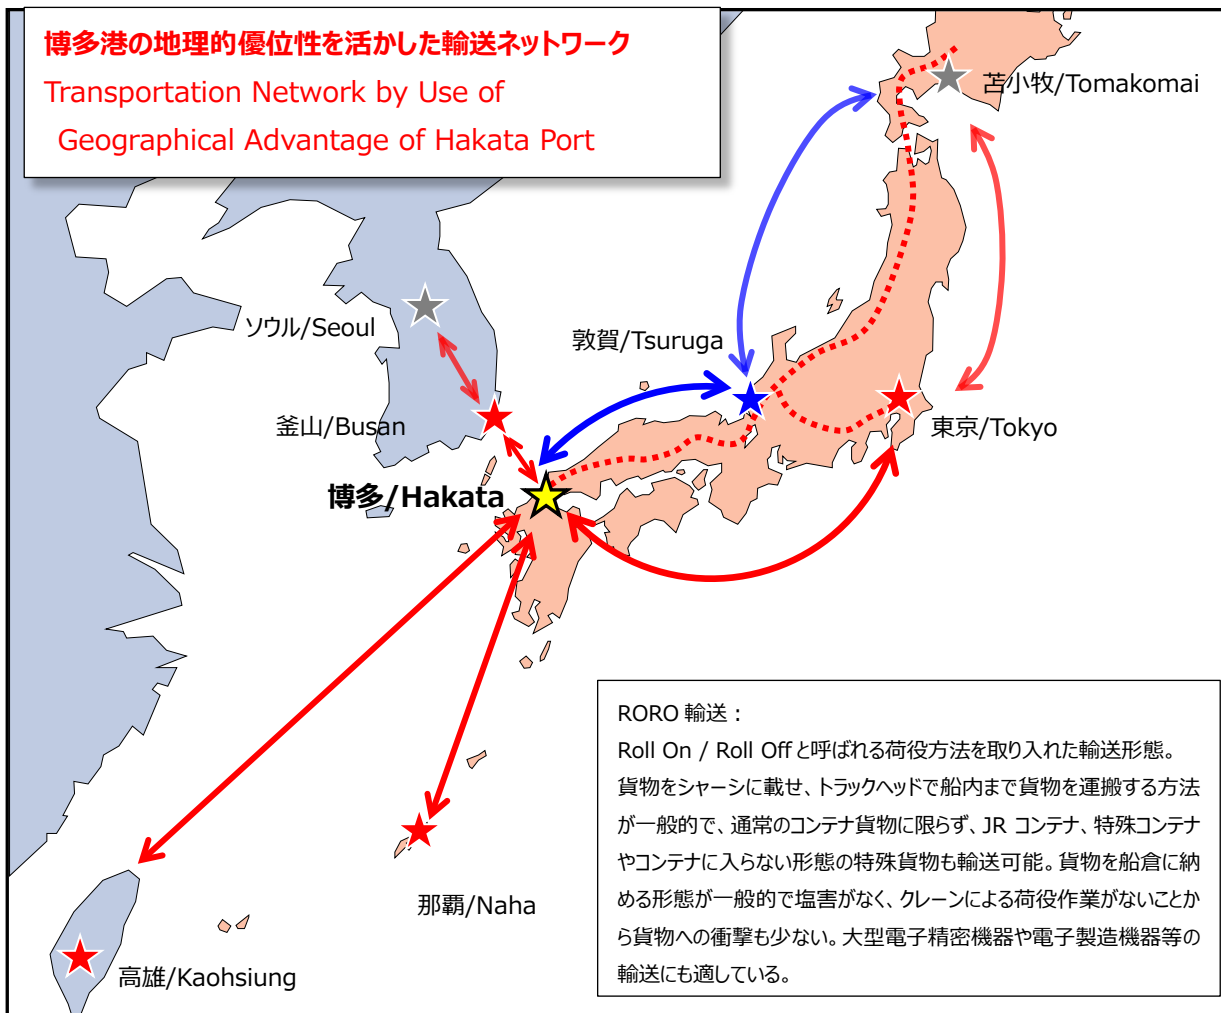 博多港の地理的優位性を活かした輸送ネットワーク
Transportation Network by Use of
Geographical Advantage of Hakata Port
苫小牧/Tomakomai
ソウル/Seoul
敦賀/Tsuruga
釜山/Busan
東京/Tokyo
博多/Hakata
那覇/Naha
高雄/Kaohsiung
RORO 輸送：
Roll On / Roll Off と呼ばれる荷役方法を取り入れた輸送形態。
貨物をシャーシに載せ、トラックヘッドで船内まで貨物を運搬する方法
が一般的で、通常のコンテナ貨物に限らず、JR コンテナ、特殊コンテナ
やコンテナに入らない形態の特殊貨物も輸送可能。貨物を船倉に納
める形態が一般的で塩害がなく、クレーンによる荷役作業がないことか
ら貨物への衝撃も少ない。大型電子精密機器や電子製造機器等の
輸送にも適している。